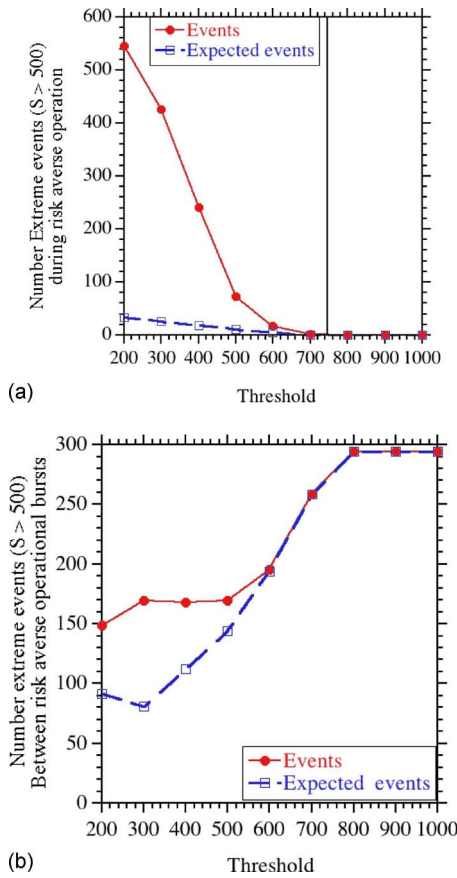 Events
Expected events
Number Extreme events (S > 500)
during risk averse operation
600
500
400
300
200
100
0
200 300 400 500 600 700 800 900 1000
Threshold
(a)
Number extreme events (S > 500)
Between risk averse operational bursts
300
250
200
150
100
50
0
Events
Expected events
200 300 400 500 600 700 800 900 1000
Threshold
(b)